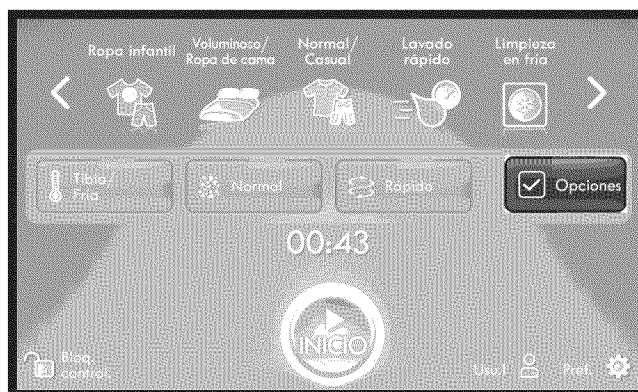 Ropa infantil
Voluminoso/
Ropa de cama
Normal/
Casual
Lavado
rápido
Limpieza
en fría
Tibia/
Fría
Normal
Rápido
Opciones
00:43
INICIO
Bloq.
control.
Usu.1
Pref.